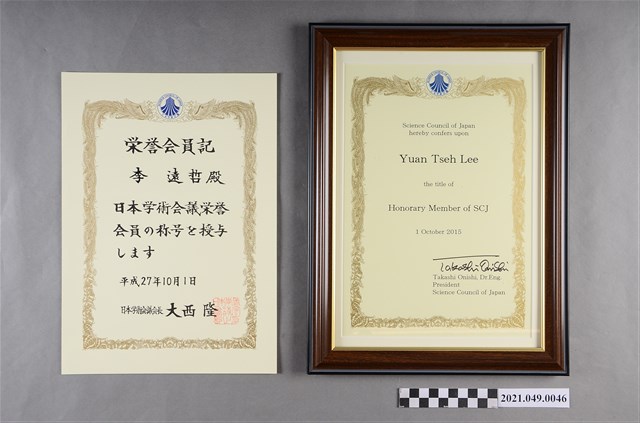 栄誉会員記
李遠哲殿
日本学術会議栄誉
会員の称号を授与
します
平成27年10月1日
日本学術会議会長 大西隆
Science Council of Japan
hereby confers upon
Yuan Tseh Lee
the title of
Honorary Member of SCJ
1 October 2015
Takashi Onishi
Takashi Onishi, Dr.Eng.
President
Science Council of Japan
2021.049.0046